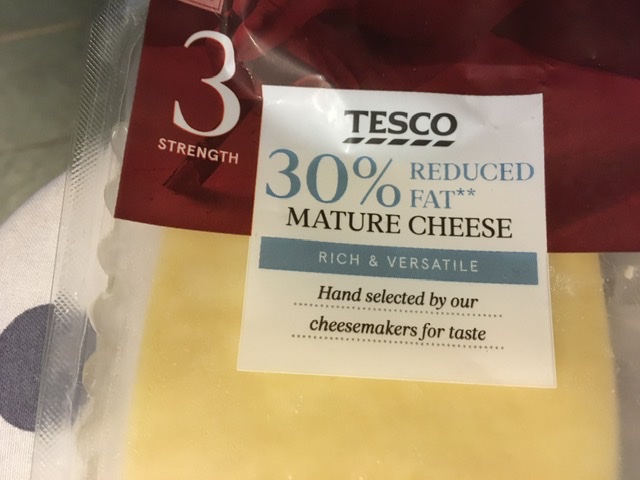 3
STRENGTH
TESCO
30% REDUCED
FAT**
MATURE CHEESE
RICH & VERSATILE
Hand selected by our
cheesemakers for taste